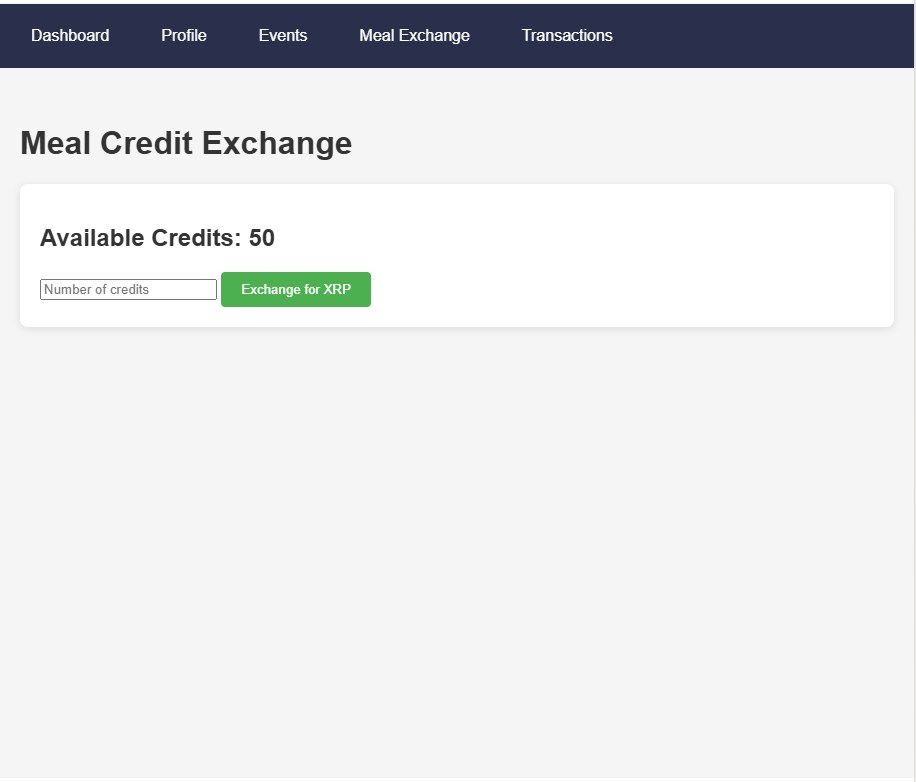 Dashboard Profile Events Meal Exchange Transactions
Meal Credit Exchange
Available Credits: 50
Number of credits Exchange for XRP